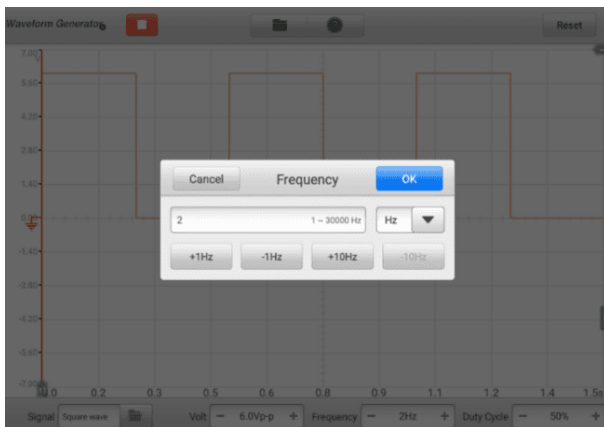 Waveform Generator
Reset
7.00
V
5.60
4.20
2.80
Cancel Frequency OK
1.40
2 1 ~ 30000 Hz Hz
0.00
+1Hz -1Hz +10Hz -10Hz
-1.40
-2.80
-4.20
-5.60
-7.00
0.0 0.2 0.3 0.5 0.6 0.8 0.9 1.1 1.2 1.4 1.5s
Signal Square wave Volt − 6.0Vp-p + Frequency − 2Hz + Duty Cycle − 50% +